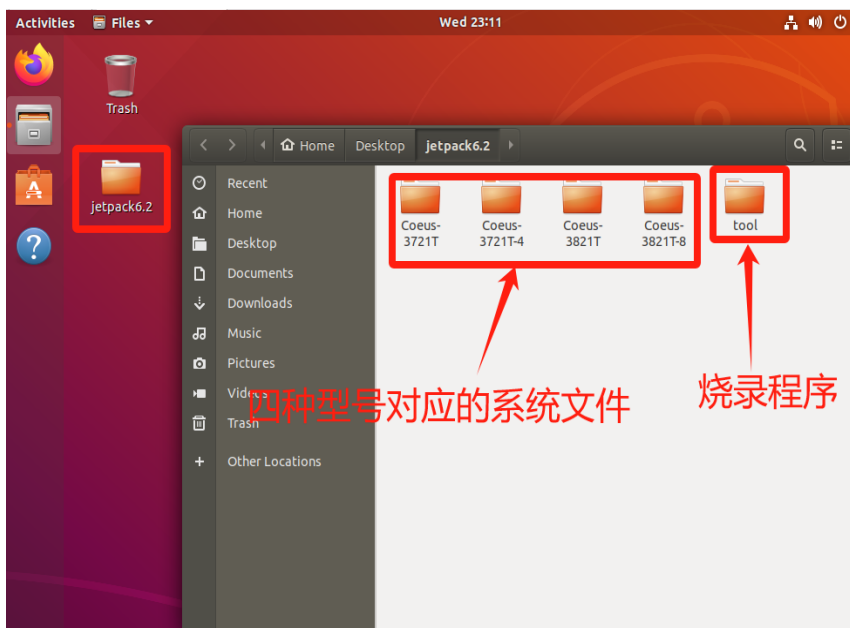 Activities
Files
Wed 23:11
Trash
jetpack6.2
Home
Desktop
jetpack6.2
Recent
Home
Desktop
Documents
Downloads
Music
Pictures
Videos
Trash
Other Locations
Coeus-
3721T
Coeus-
3721T-4
Coeus-
3821T
Coeus-
3821T-8
tool
四种型号对应的系统文件
烧录程序